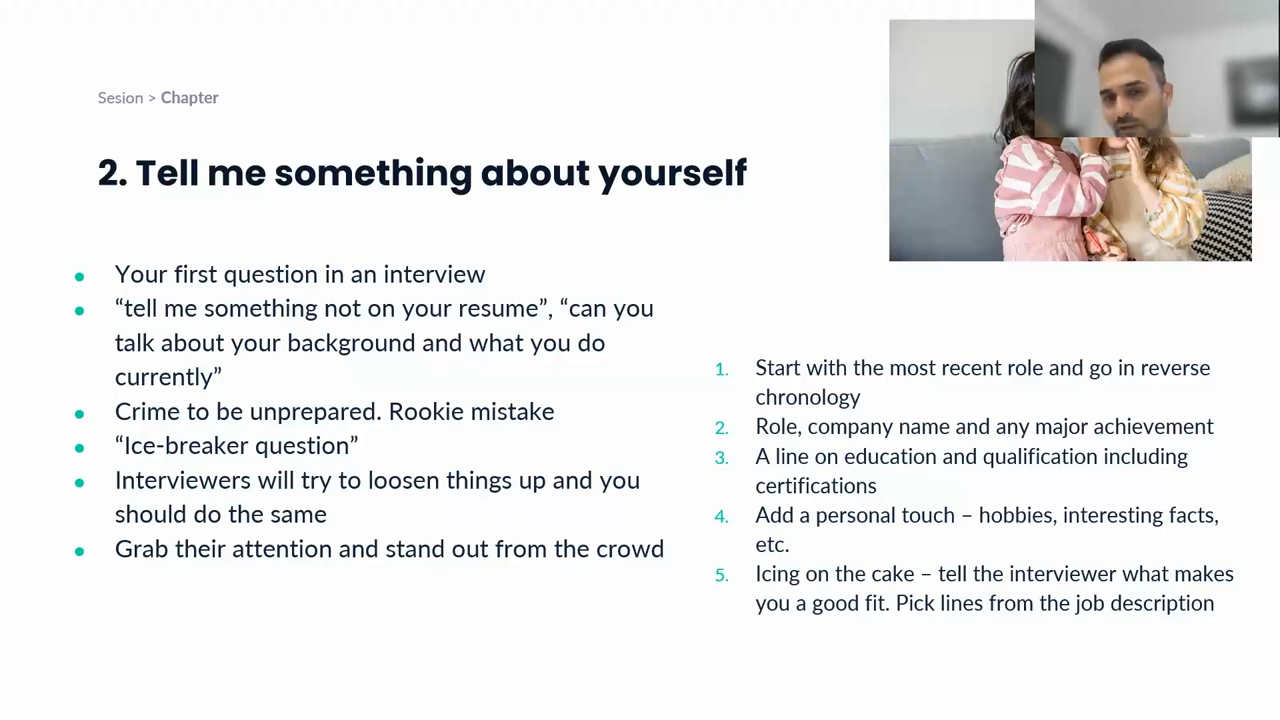 Sesion > Chapter
2. Tell me something about yourself
• Your first question in an interview
• “tell me something not on your resume”, “can you
talk about your background and what you do
currently”
• Crime to be unprepared. Rookie mistake
• “Ice-breaker question”
• Interviewers will try to loosen things up and you
should do the same
• Grab their attention and stand out from the crowd
1. Start with the most recent role and go in reverse
chronology
2. Role, company name and any major achievement
3. A line on education and qualification including
certifications
4. Add a personal touch – hobbies, interesting facts,
etc.
5. Icing on the cake – tell the interviewer what makes
you a good fit. Pick lines from the job description